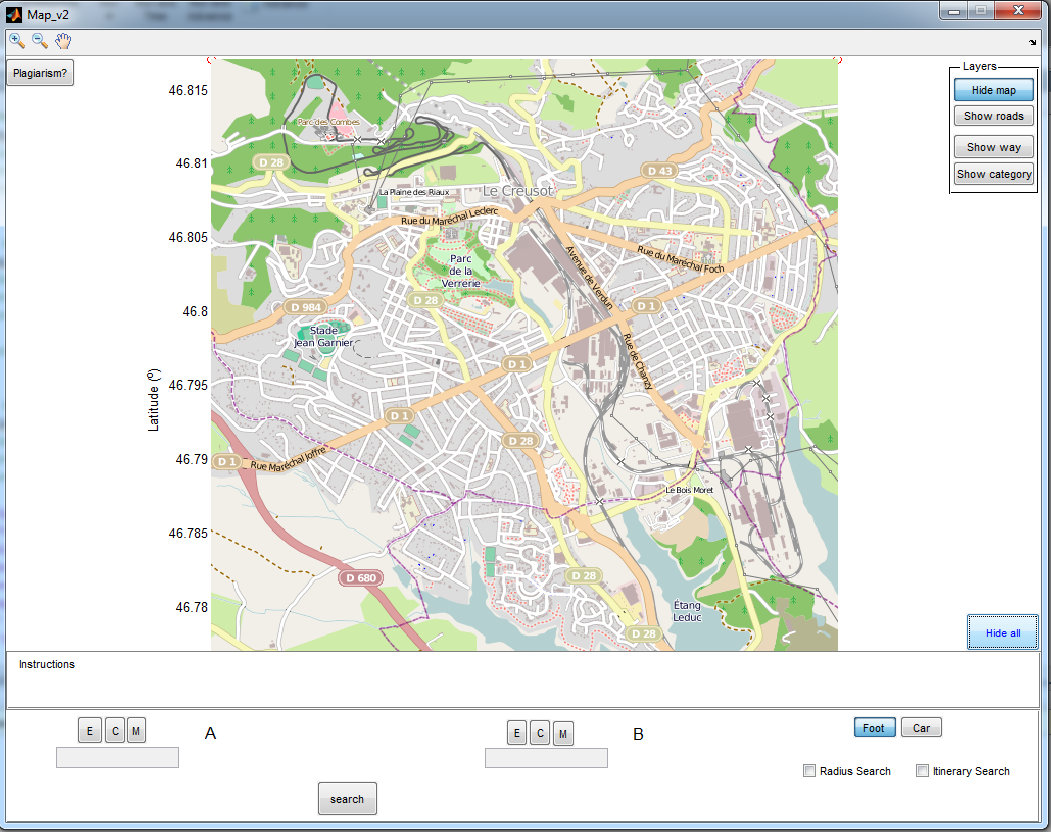 Map_v2
Plagiarism?
Layers
Hide map
Show roads
Show way
Show category
46.815
46.81
46.805
46.8
46.795
46.79
46.785
46.78
Latitude (º)
Parc des Combes
D 28
La Plaine des Riaux
Le Creusot
D 43
Rue du Maréchal Leclerc
Rue du Maréchal Foch
Avenue de Verdun
Parc
de la
Verrerie
D 28
D 984
D 1
Stade
Jean Garnier
Rue de Chanzy
D 1
D 1
D 28
D 1
Rue Maréchal Joffre
Le Bois Moret
D 680
D 28
Étang
Leduc
D 28
Hide all
Instructions
E C M
A
E C M
B
Foot
Car
Radius Search
Itinerary Search
search